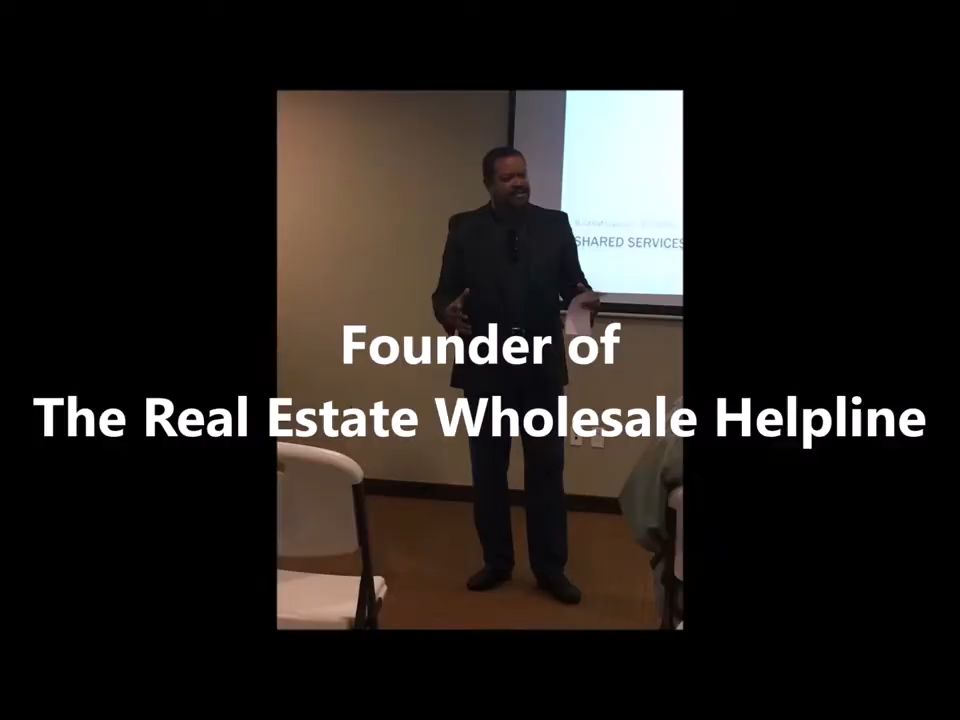 SHARED SERVICES
Founder of
The Real Estate Wholesale Helpline